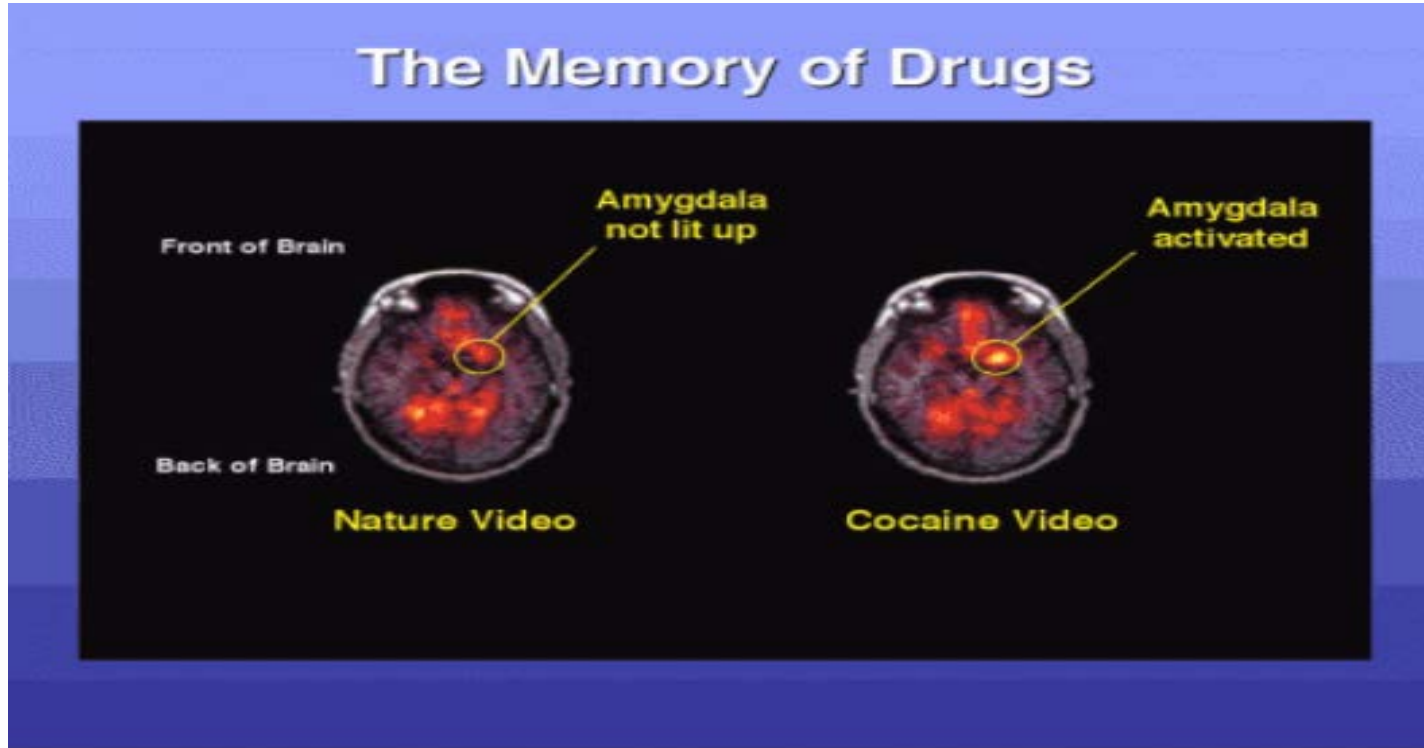 The Memory of Drugs
Amygdala
not lit up
Amygdala
activated
Front of Brain
Back of Brain
Nature Video
Cocaine Video